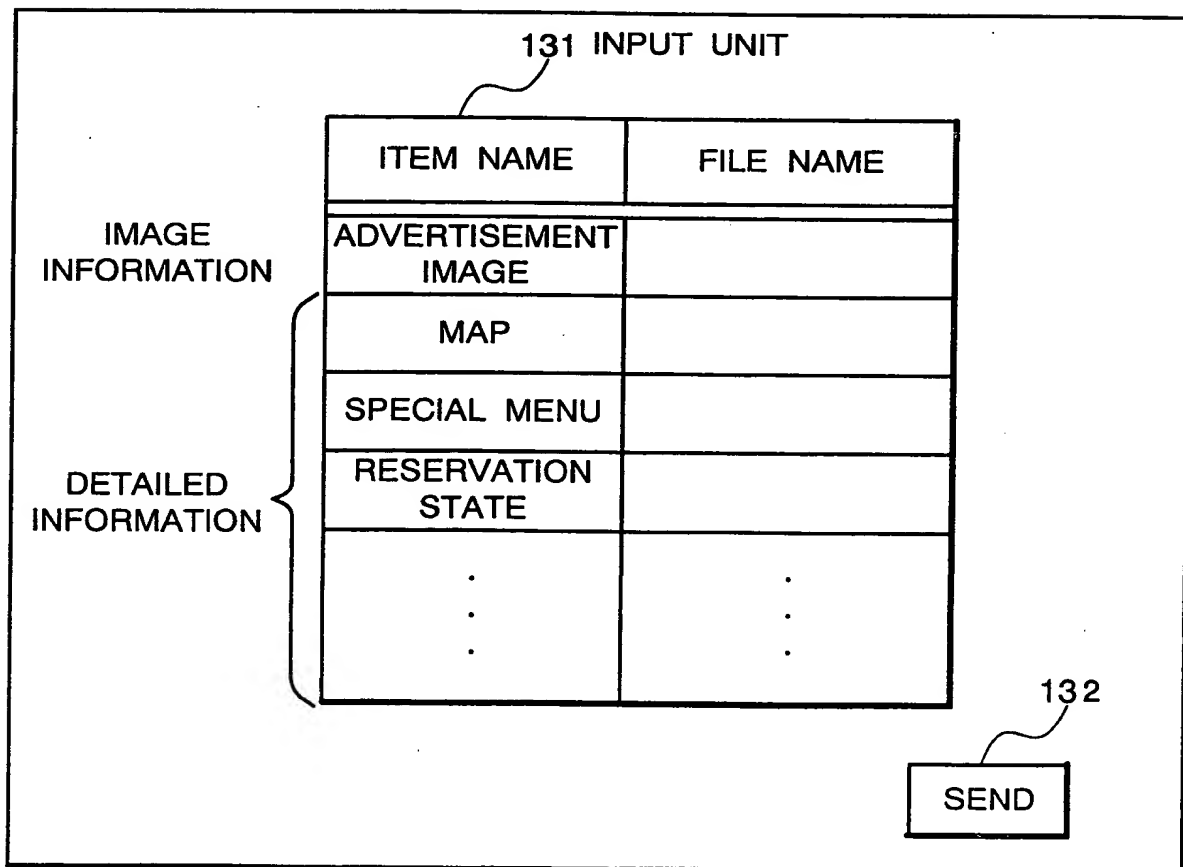 131 INPUT UNIT
ITEM NAME
FILE NAME
IMAGE
INFORMATION
ADVERTISEMENT
IMAGE
MAP
SPECIAL MENU
DETAILED
INFORMATION
RESERVATION
STATE
132
SEND